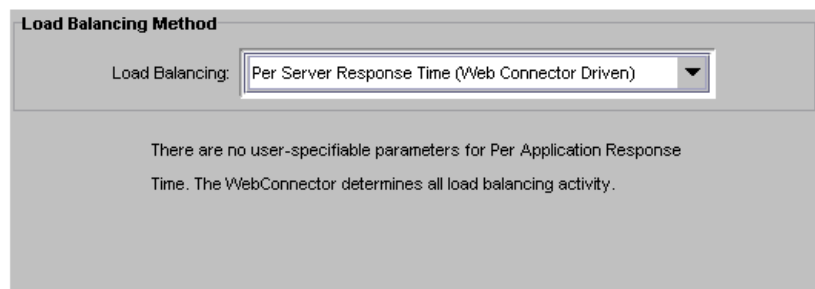 Load Balancing Method
Load Balancing: Per Server Response Time (Web Connector Driven)
There are no user-specifiable parameters for Per Application Response
Time. The WebConnector determines all load balancing activity.